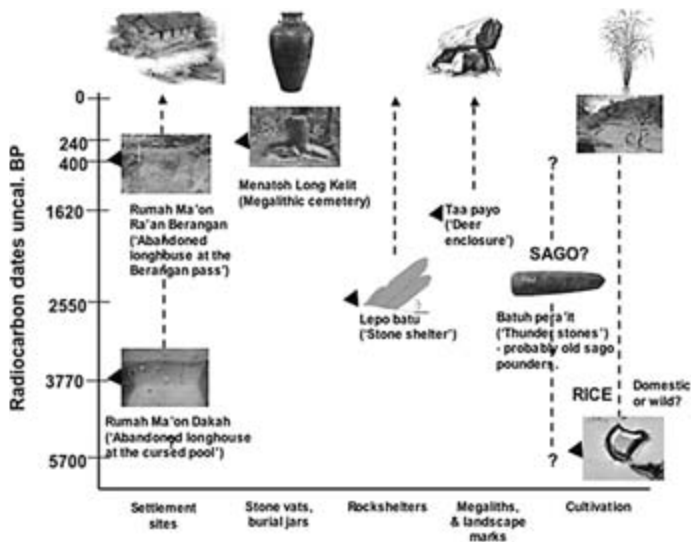 Radiocarbon dates uncal. BP
0
240
400
1620
2550
3770
5700
Rumah Ma'on
Ra'an Berangan
('Abandoned
longhouse at the
Berangan pass')
Rumah Ma'on Dakah
('Abandoned longhouse
?
at the cursed pool')
Menatoh Long Kelit
(Megalithic cemetery)
Lepo batu
('Stone shelter')
Taa payo
('Deer
enclosure')
?
SAGO?
Batuh pera'it
('Thunder stones')
- probably old sago
pounders.
RICE
Domestic
or wild?
?
Settlement
sites
Stone vats,
burial jars
Rockshelters
Megaliths,
& landscape
marks
Cultivation